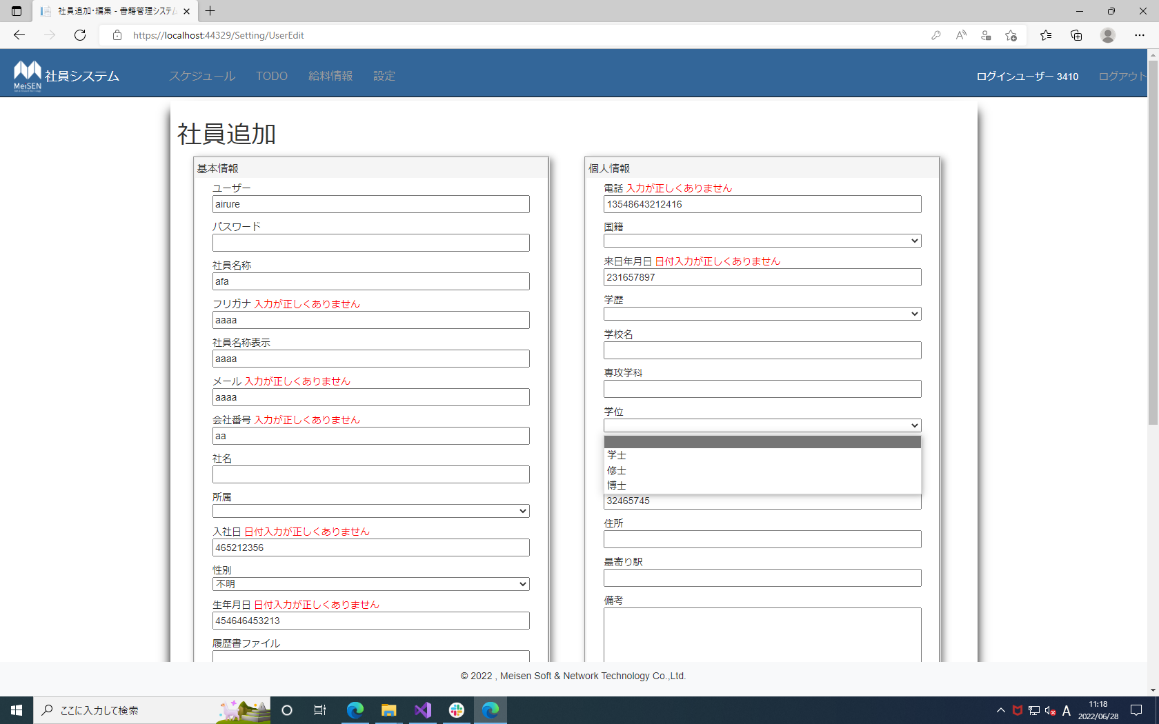 社員追加・編集 - 書籍管理システム
https://localhost:44329/Setting/UserEdit
MeiSEN
社員システム
スケジュール
TODO
給料情報
設定
ログインユーザー 3410
ログアウト
社員追加
基本情報
ユーザー
airure
パスワード
社員名称
afa
フリガナ 入力が正しくありません
aaaa
社員名称表示
aaaa
メール 入力が正しくありません
aaaa
会社番号 入力が正しくありません
aa
社名
所属
入社日 日付入力が正しくありません
465212356
性別
不明
生年月日 日付入力が正しくありません
454646453213
履歴書ファイル
個人情報
電話 入力が正しくありません
13548643212416
国籍
来日年月日 日付入力が正しくありません
231657897
学歴
学校名
専攻学科
学位
学士
修士
博士
32465745
住所
最寄り駅
備考
© 2022 , Meisen Soft & Network Technology Co.,Ltd.
ここに入力して検索
A
11:18
2022/06/28